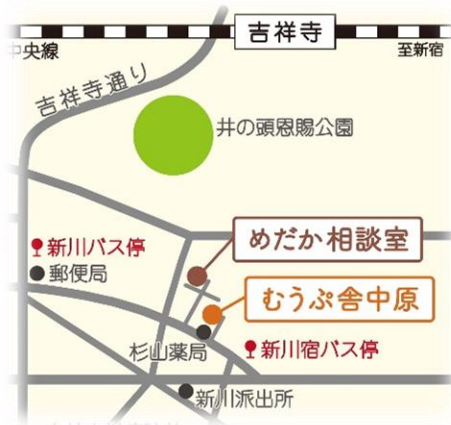 吉祥寺
中央線
至新宿
吉祥寺通り
井の頭恩賜公園
めだか相談室
新川バス停
郵便局
むうぷ舎中原
杉山薬局
新川宿バス停
新川派出所